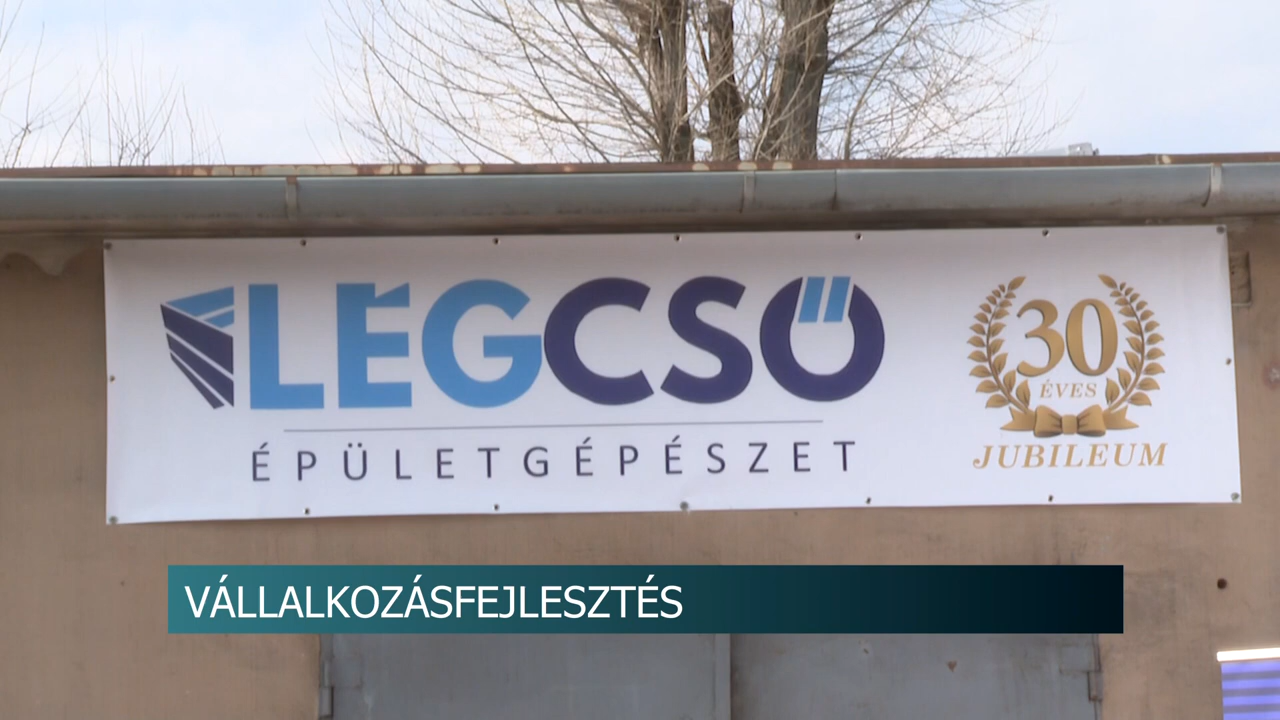 LÉGCSŐ
ÉPÜLETGÉPÉSZET
30
ÉVES
JUBILEUM
VÁLLALKOZÁSFEJLESZTÉS